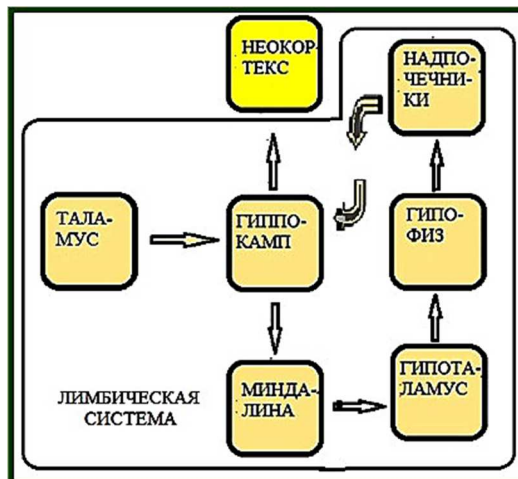 НЕОКОР-
ТЕКС
НАДПО-
ЧЕЧНИ-
КИ
ТАЛА-
МУС
ГИППО-
КАМП
ГИПО-
ФИЗ
ЛИМБИЧЕСКАЯ
СИСТЕМА
МИНДА-
ЛИНА
ГИПОТА-
ЛАМУС